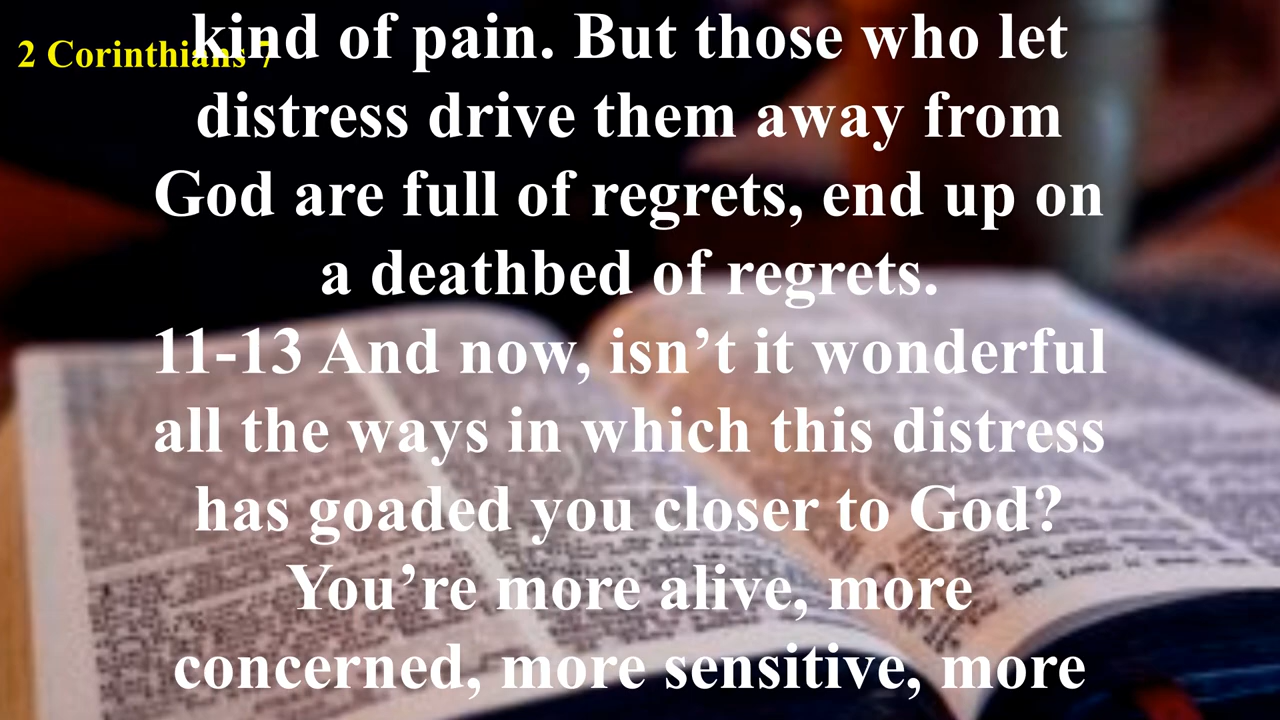 2 Corinthians 7
kind of pain. But those who let
distress drive them away from
God are full of regrets, end up on
a deathbed of regrets.
11-13 And now, isn’t it wonderful
all the ways in which this distress
has goaded you closer to God?
You’re more alive, more
concerned, more sensitive, more